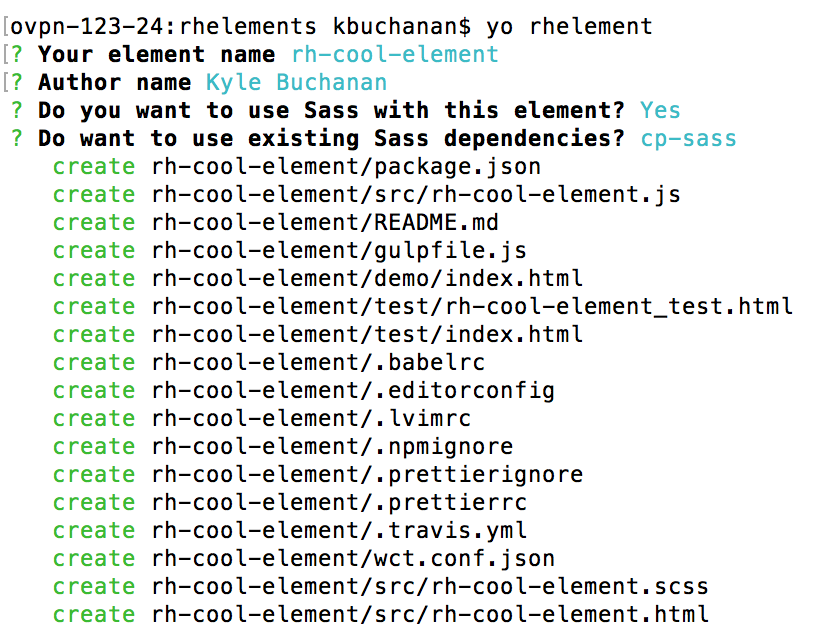 [ovpn-123-24:rhelements kbuchanan$ yo rhelement
[? Your element name rh-cool-element
[? Author name Kyle Buchanan
? Do you want to use Sass with this element? Yes
? Do want to use existing Sass dependencies? cp-sass
create rh-cool-element/package.json
create rh-cool-element/src/rh-cool-element.js
create rh-cool-element/README.md
create rh-cool-element/gulpfile.js
create rh-cool-element/demo/index.html
create rh-cool-element/test/rh-cool-element_test.html
create rh-cool-element/test/index.html
create rh-cool-element/.babelrc
create rh-cool-element/.editorconfig
create rh-cool-element/.lvimrc
create rh-cool-element/.npmignore
create rh-cool-element/.prettierignore
create rh-cool-element/.prettierrc
create rh-cool-element/.travis.yml
create rh-cool-element/wct.conf.json
create rh-cool-element/src/rh-cool-element.scss
create rh-cool-element/src/rh-cool-element.html